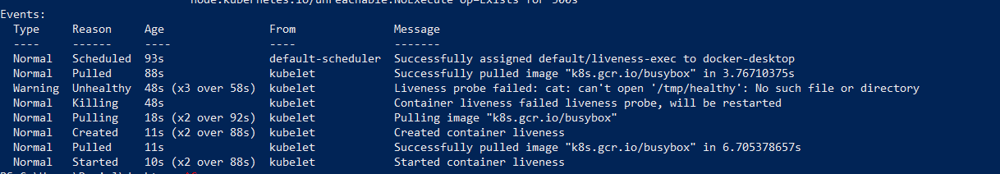 node.kubernetes.io/unreachable:NoExecute op=Exists for 300s
Events:
Type Reason Age From Message
---- ------ ---- ---- -------
Normal Scheduled 93s default-scheduler Successfully assigned default/liveness-exec to docker-desktop
Normal Pulled 88s kubelet Successfully pulled image "k8s.gcr.io/busybox" in 3.76710375s
Warning Unhealthy 48s (x3 over 58s) kubelet Liveness probe failed: cat: can't open '/tmp/healthy': No such file or directory
Normal Killing 48s kubelet Container liveness failed liveness probe, will be restarted
Normal Pulling 18s (x2 over 92s) kubelet Pulling image "k8s.gcr.io/busybox"
Normal Created 11s (x2 over 88s) kubelet Created container liveness
Normal Pulled 11s kubelet Successfully pulled image "k8s.gcr.io/busybox" in 6.705378657s
Normal Started 10s (x2 over 88s) kubelet Started container liveness